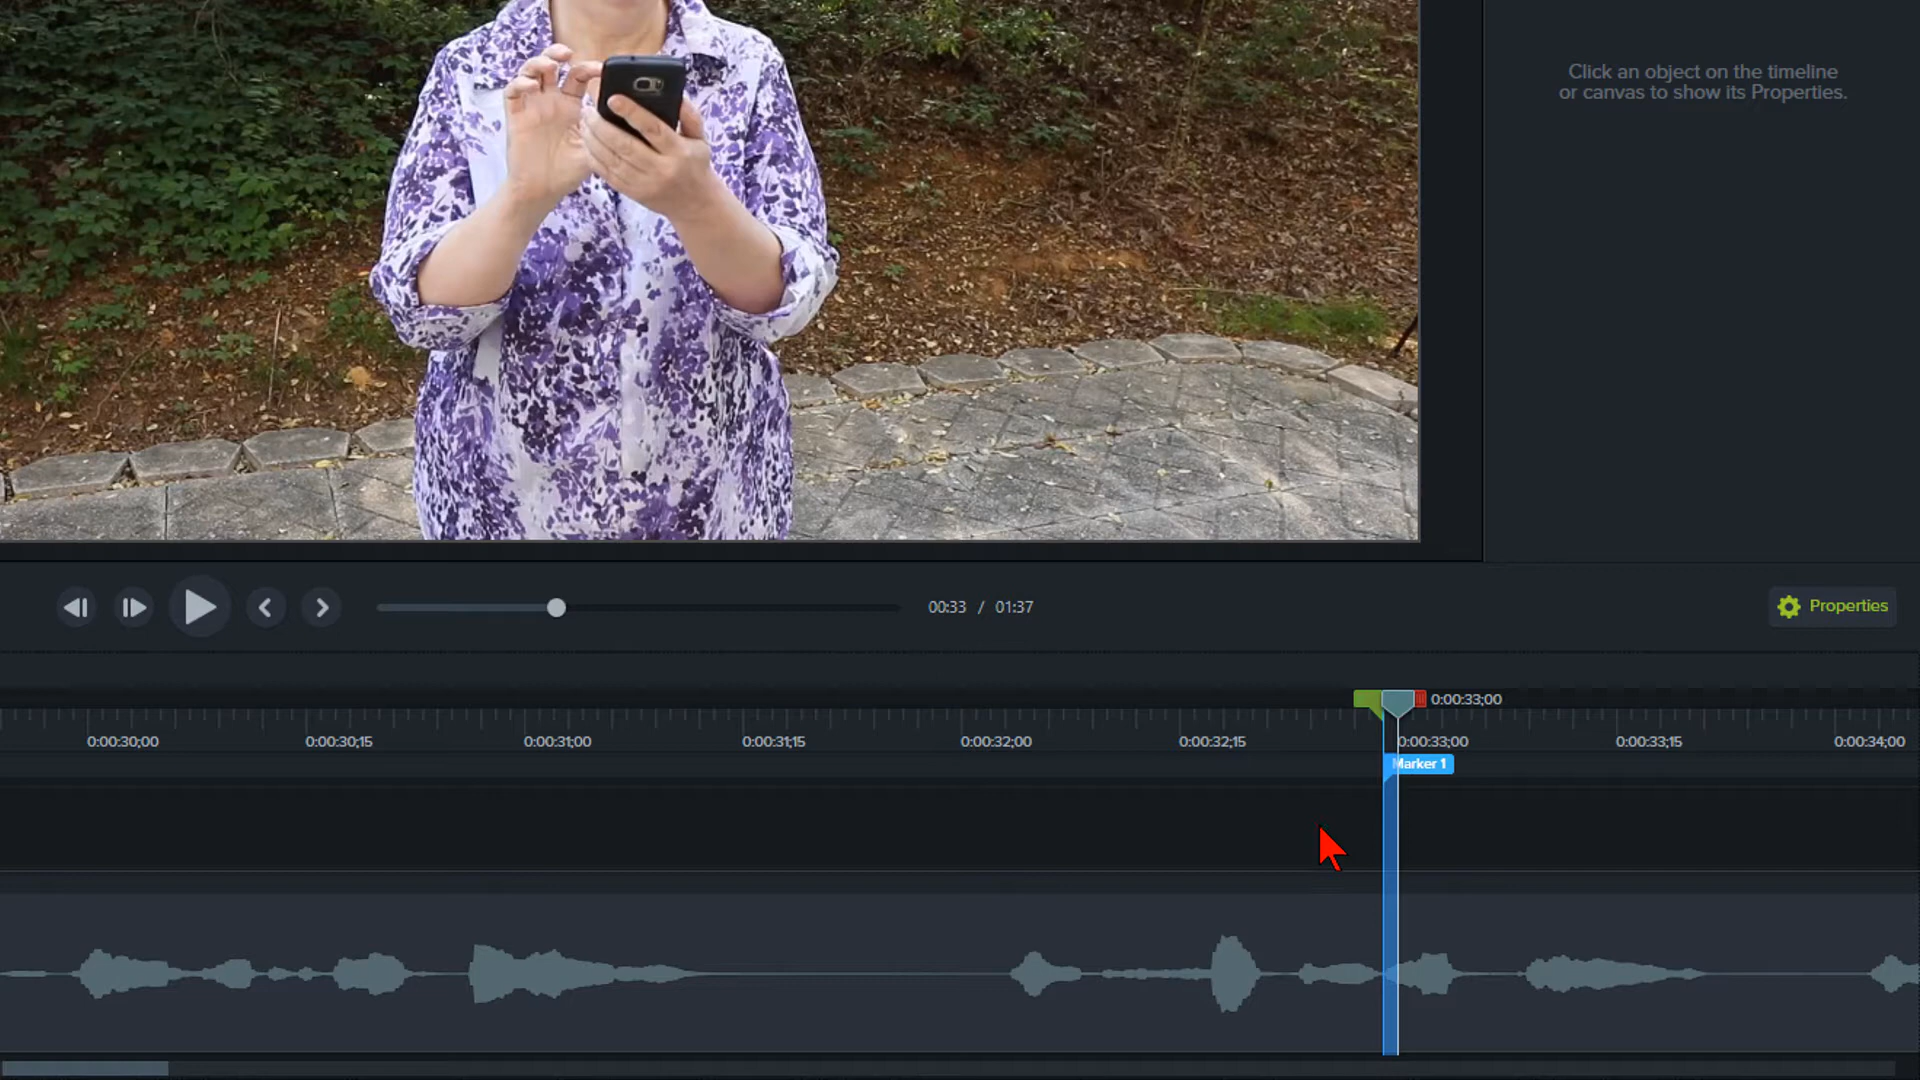 Click an object on the timeline
or canvas to show its Properties.
00:33 / 01:37
Properties
0:00:33;00
0:00:30;00 0:00:30;15 0:00:31;00 0:00:31;15 0:00:32;00 0:00:32;15 0:00:33;00 0:00:33;15 0:00:34;00
Marker 1